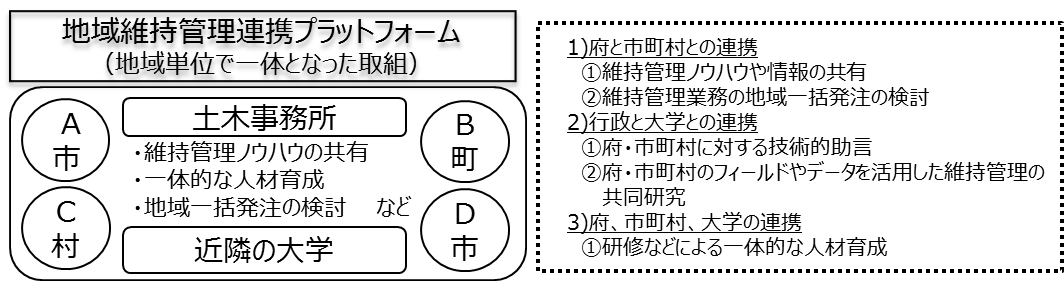 地域維持管理連携プラットフォーム
（地域単位で一体となった取組）
A
市
土木事務所
B
町
・維持管理ノウハウの共有
・一体的な人材育成
・地域一括発注の検討　など
C
村
近隣の大学
D
市
1)府と市町村との連携
①維持管理ノウハウや情報の共有
②維持管理業務の地域一括発注の検討
2)行政と大学との連携
①府・市町村に対する技術的助言
②府・市町村のフィールドやデータを活用した維持管理の
共同研究
3)府、市町村、大学の連携
①研修などによる一体的な人材育成